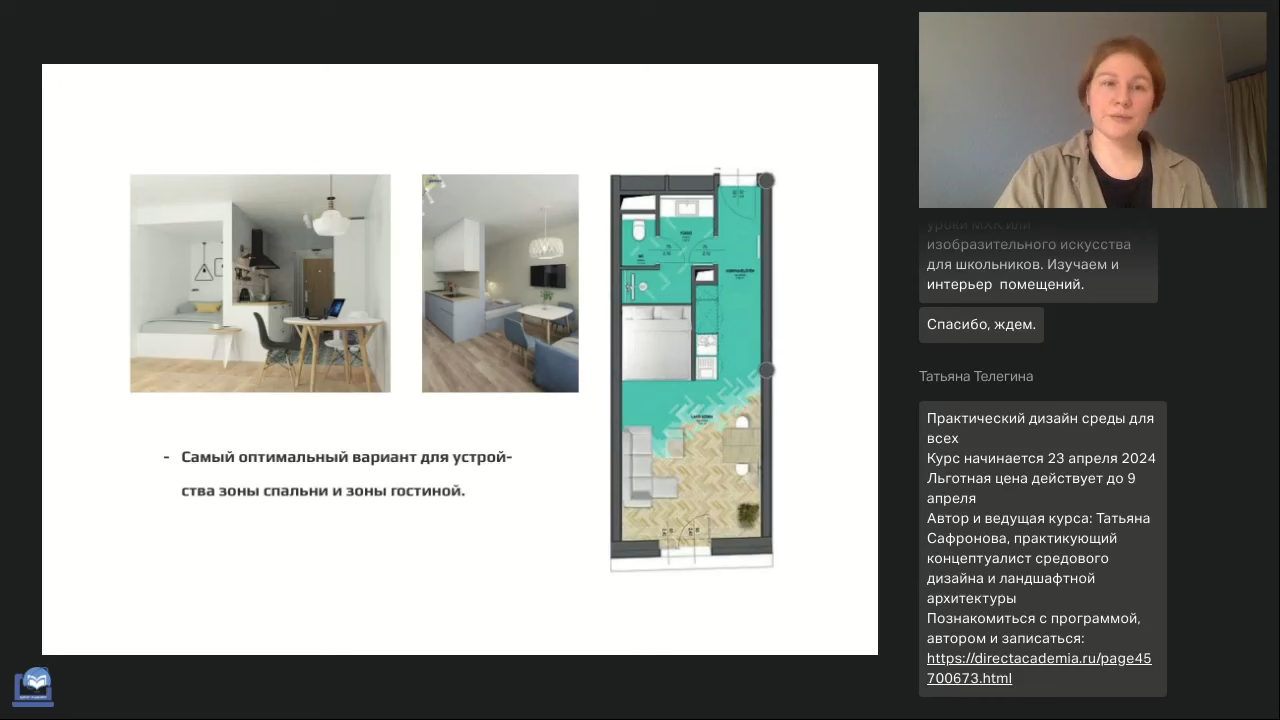 - Самый оптимальный вариант для устрой-
ства зоны спальни и зоны гостиной.
уроки МХК или
изобразительного искусства
для школьников. Изучаем и
интерьер помещений.
Спасибо, ждем.
Татьяна Телегина
Практический дизайн среды для
всех
Курс начинается 23 апреля 2024
Льготная цена действует до 9
апреля
Автор и ведущая курса: Татьяна
Сафронова, практикующий
концептуалист средового
дизайна и ландшафтной
архитектуры
Познакомиться с программой,
автором и записаться:
https://directacademia.ru/page45
700673.html